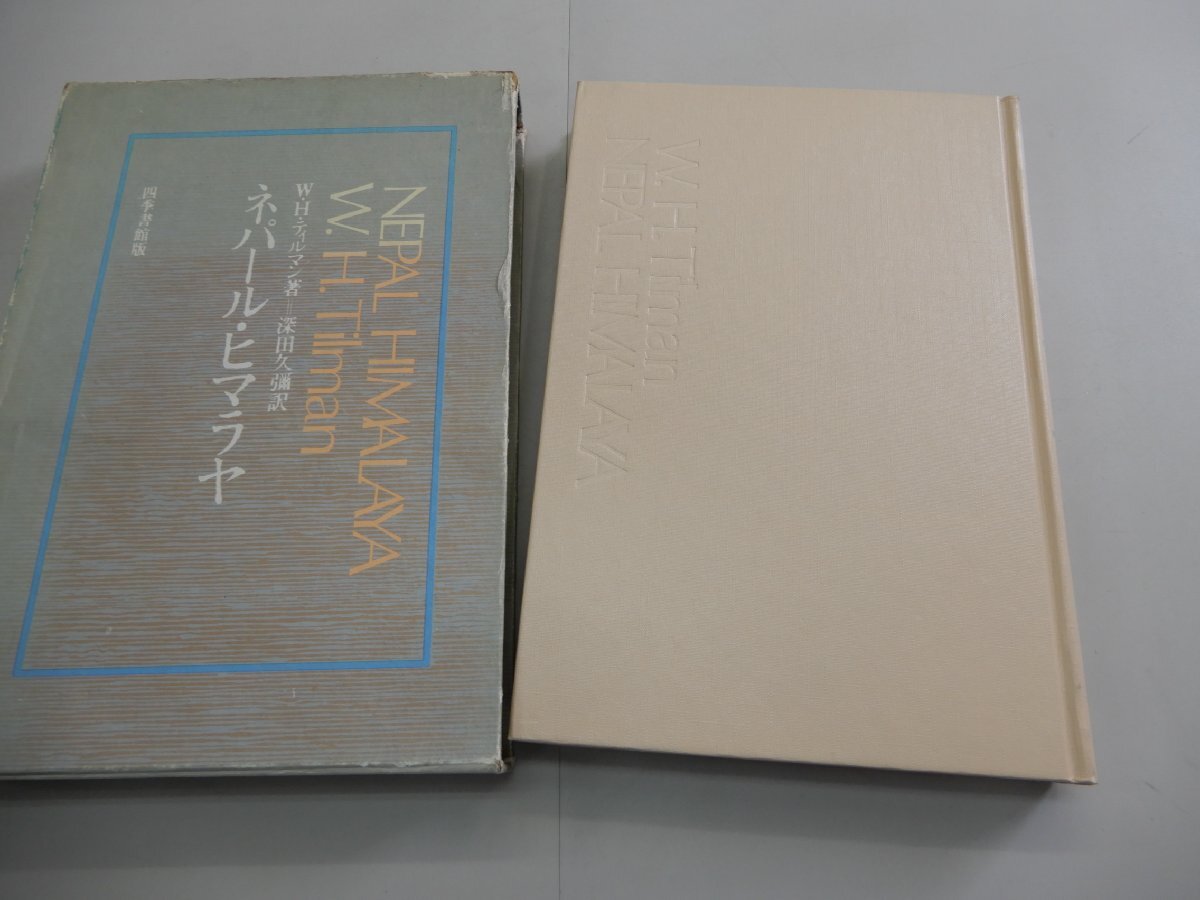 NEPAL HIMALAYA
W. H. Tilman
W・H・ティルマン著=深田久彌訳
ネパール・ヒマラヤ
四季書館版
W. H. Tilman
NEPAL HIMALAYA